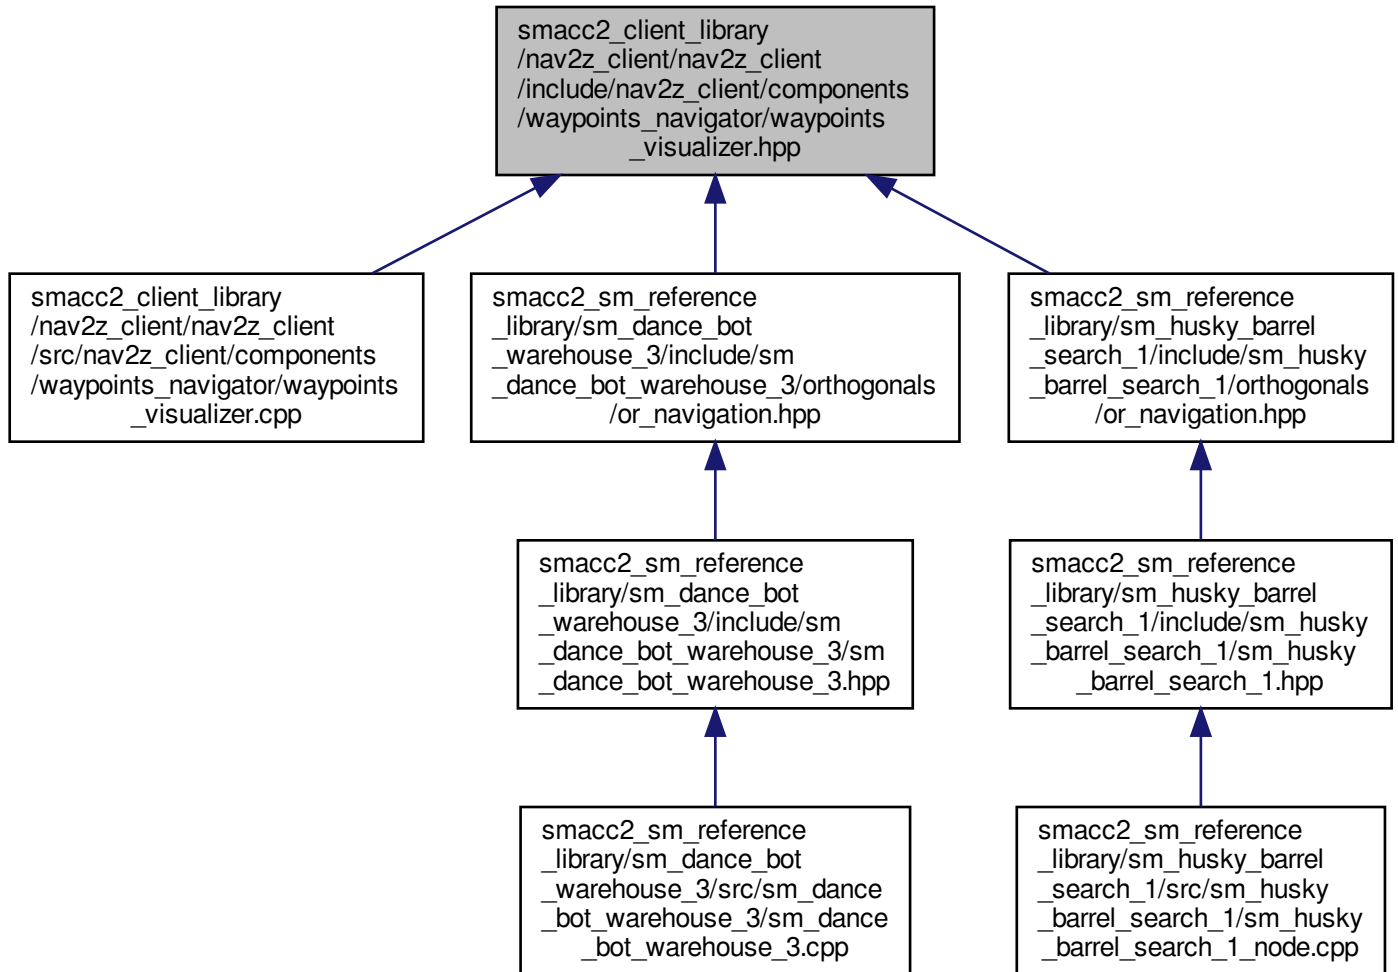 smacc2_client_library
/nav2z_client/nav2z_client
/include/nav2z_client/components
/waypoints_navigator/waypoints
_visualizer.hpp
smacc2_client_library
/nav2z_client/nav2z_client
/src/nav2z_client/components
/waypoints_navigator/waypoints
_visualizer.cpp
smacc2_sm_reference
_library/sm_dance_bot
_warehouse_3/include/sm
_dance_bot_warehouse_3/orthogonals
/or_navigation.hpp
smacc2_sm_reference
_library/sm_husky_barrel
_search_1/include/sm_husky
_barrel_search_1/orthogonals
/or_navigation.hpp
smacc2_sm_reference
_library/sm_dance_bot
_warehouse_3/include/sm
_dance_bot_warehouse_3/sm
_dance_bot_warehouse_3.hpp
smacc2_sm_reference
_library/sm_husky_barrel
_search_1/include/sm_husky
_barrel_search_1/sm_husky
_barrel_search_1.hpp
smacc2_sm_reference
_library/sm_dance_bot
_warehouse_3/src/sm_dance
_bot_warehouse_3/sm_dance
_bot_warehouse_3.cpp
smacc2_sm_reference
_library/sm_husky_barrel
_search_1/src/sm_husky
_barrel_search_1/sm_husky
_barrel_search_1_node.cpp